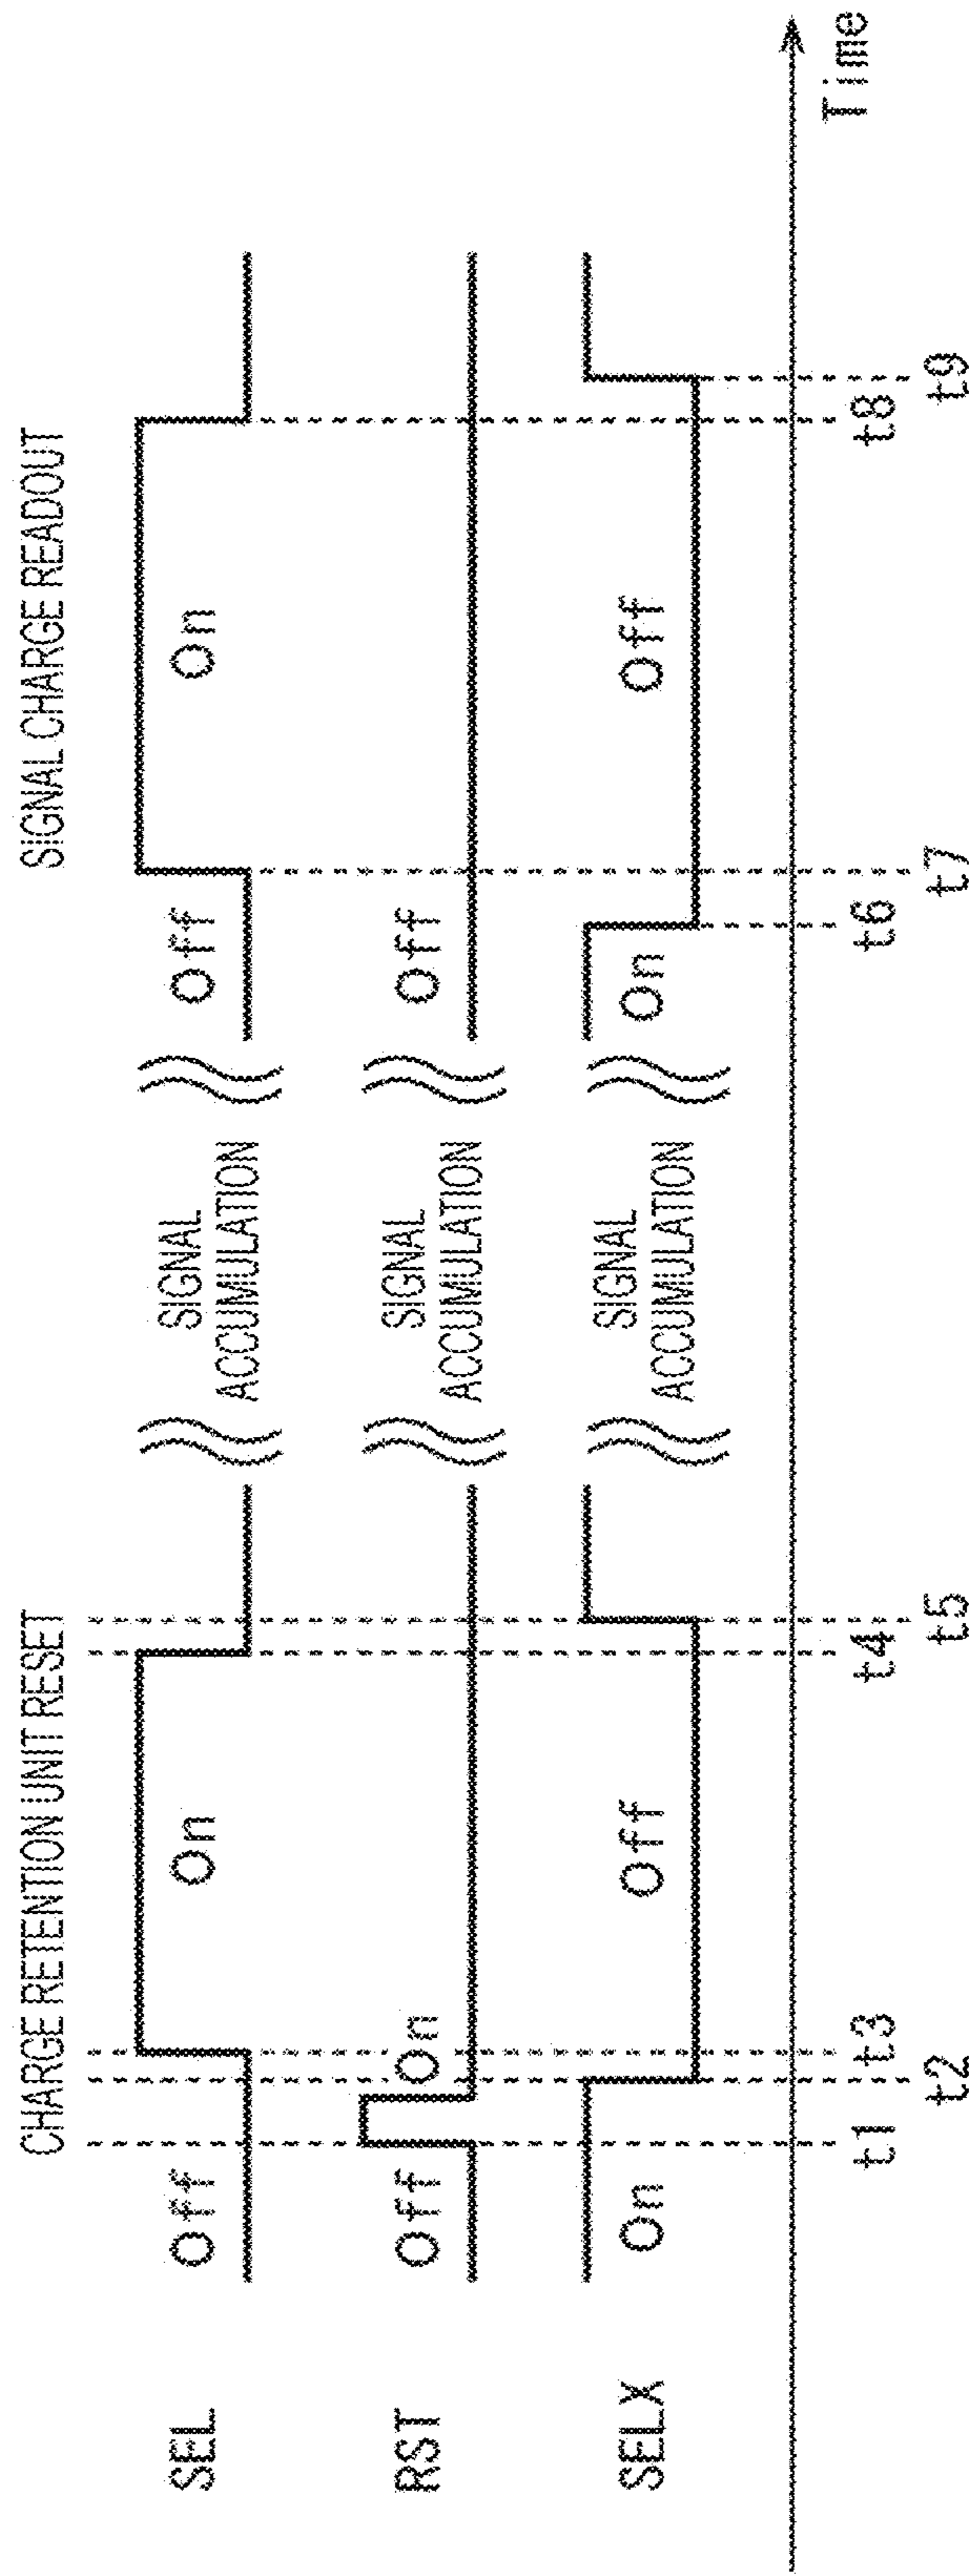 CHARGE RETENTION UNIT RESET
SIGNAL CHARGE READOUT
SEL
Off
On
SIGNAL
ACCUMULATION
Off
On
RST
Off
On
SIGNAL
ACCUMULATION
Off
SELX
On
Off
SIGNAL
ACCUMULATION
On
Off
t1
t2
t3
t4
t5
t6
t7
t8
t9
Time